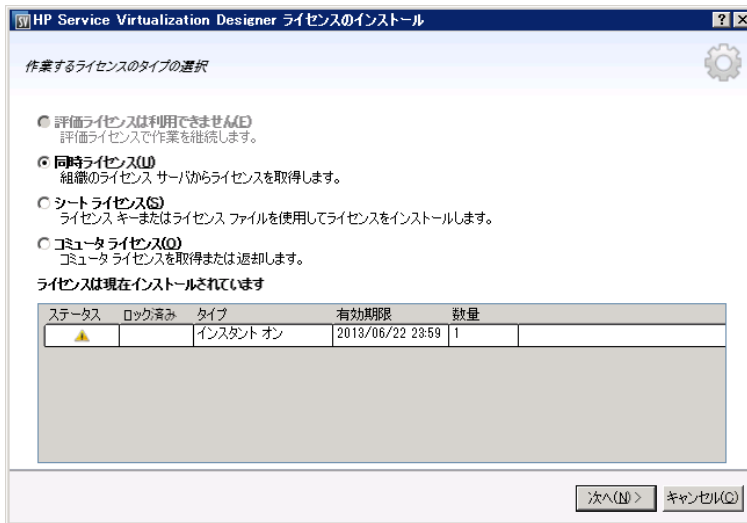 HP Service Virtualization Designer ライセンスのインストール
作業するライセンスのタイプの選択
評価ライセンスは利用できません(E)
評価ライセンスで作業を継続します。
同時ライセンス(U)
組織のライセンス サーバからライセンスを取得します。
シート ライセンス(S)
ライセンス キーまたはライセンス ファイルを使用してライセンスをインストールします。
コミュータ ライセンス(O)
コミュータ ライセンスを取得または返却します。
ライセンスは現在インストールされています
ステータス ロック済み タイプ 有効期限 数量
インスタント オン 2013/06/22 23:59 1
次へ(N) > キャンセル(C)